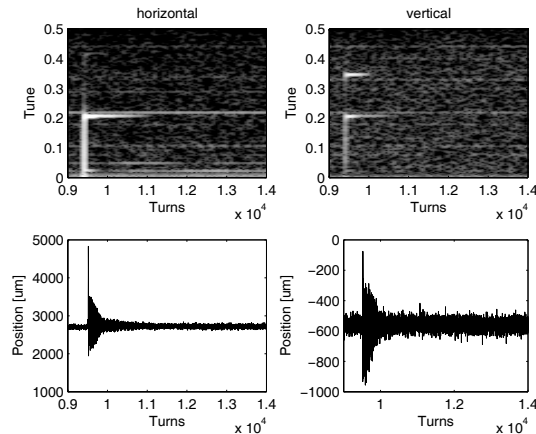 horizontal
vertical
0.5
0.4
0.3
0.2
0.1
0
Tune
0.9 1 1.1 1.2 1.3 1.4
Turns
x 10^4
0.5
0.4
0.3
0.2
0.1
0
Tune
0.9 1 1.1 1.2 1.3 1.4
Turns
x 10^4
5000
4000
3000
2000
1000
Position [um]
0.9 1 1.1 1.2 1.3 1.4
Turns
x 10^4
0
−200
−400
−600
−800
−1000
Position [um]
1 1.1 1.2 1.3 1.4
Turns
x 10^4